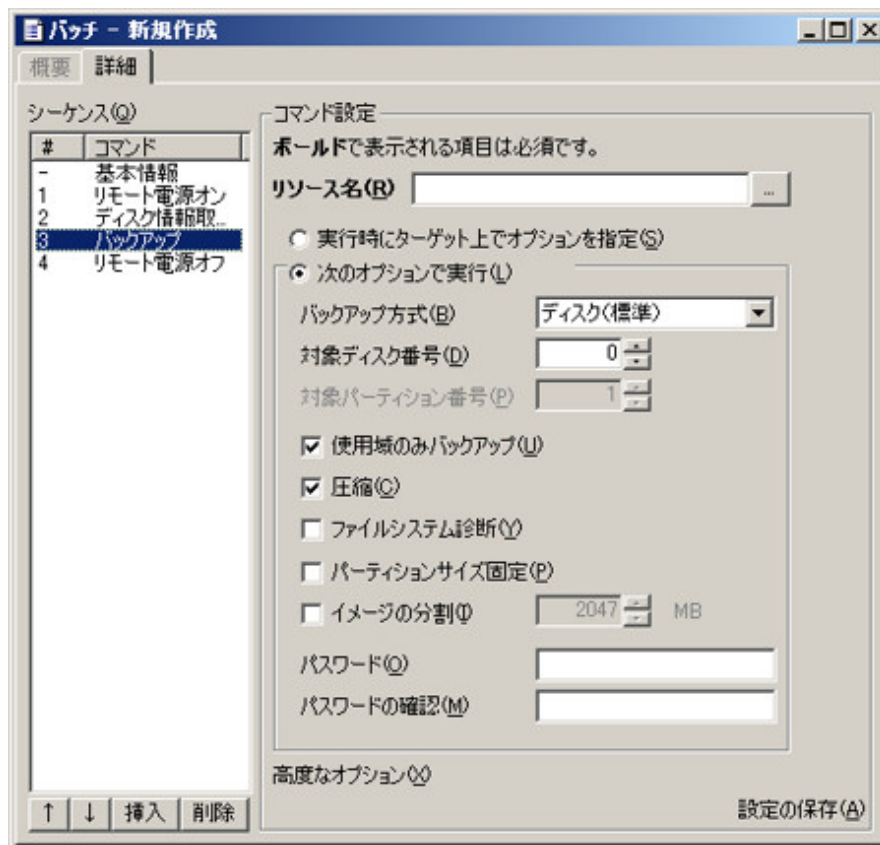 バッチ - 新規作成
概要 詳細
シーケンス(Q)
# コマンド
- 基本情報
1 リモート電源オン
2 ディスク情報取...
3 バックアップ
4 リモート電源オフ
↑ ↓ 挿入 削除
コマンド設定
ボールドで表示される項目は必須です。
リソース名(R) ...
実行時にターゲット上でオプションを指定(S)
次のオプションで実行(L)
バックアップ方式(B) ディスク(標準)
対象ディスク番号(D) 0
対象パーティション番号(P) 1
使用域のみバックアップ(U)
圧縮(C)
ファイルシステム診断(Y)
パーティションサイズ固定(P)
イメージの分割(I) 2047 MB
パスワード(O)
パスワードの確認(M)
高度なオプション(X)
設定の保存(A)